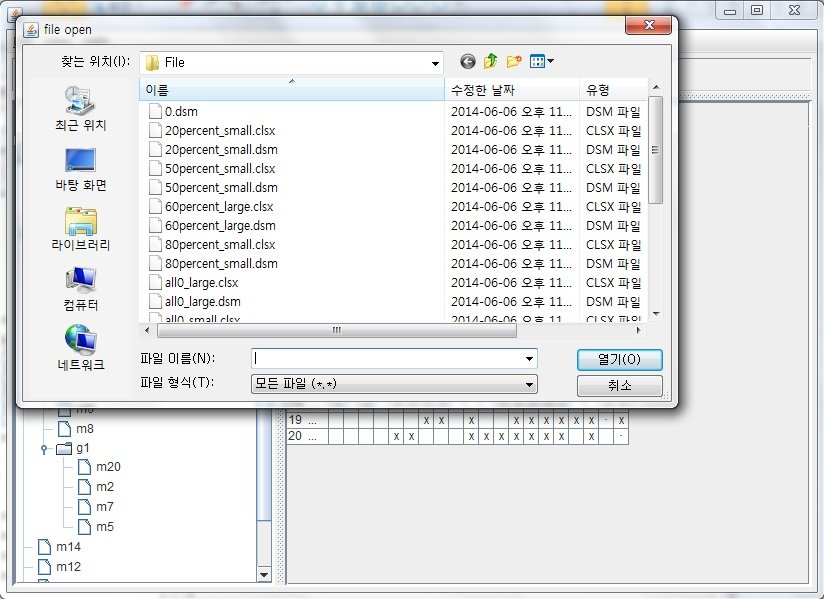 file open
찾는 위치(I): File
이름 수정한 날짜 유형
0.dsm 2014-06-06 오후 11... DSM 파일
20percent_small.clsx 2014-06-06 오후 11... CLSX 파일
20percent_small.dsm 2014-06-06 오후 11... DSM 파일
50percent_small.clsx 2014-06-06 오후 11... CLSX 파일
50percent_small.dsm 2014-06-06 오후 11... DSM 파일
60percent_large.clsx 2014-06-06 오후 11... CLSX 파일
60percent_large.dsm 2014-06-06 오후 11... DSM 파일
80percent_small.clsx 2014-06-06 오후 11... CLSX 파일
80percent_small.dsm 2014-06-06 오후 11... DSM 파일
all0_large.clsx 2014-06-06 오후 11... CLSX 파일
all0_large.dsm 2014-06-06 오후 11... DSM 파일
all0_small.clsx 2014-06-06 오후 11... CLSX 파일
최근 위치
바탕 화면
라이브러리
컴퓨터
네트워크
파일 이름(N): 열기(O)
파일 형식(T): 모든 파일 (*.*) 취소
m8
g1
m20
m2
m7
m5
m14
m12
19 ... x x x x x x x x x · x
20 ... x x x x x x x x x x ·